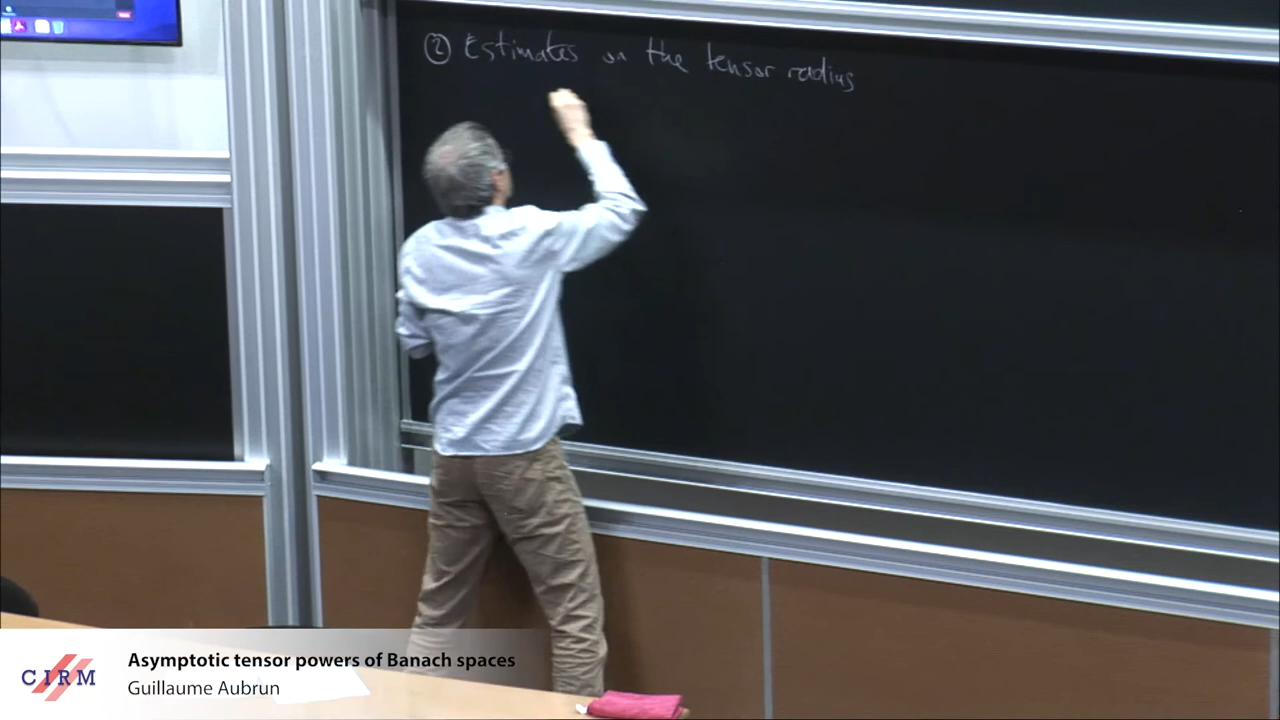 ② Estimates on the tensor radius
CIRM
Asymptotic tensor powers of Banach spaces
Guillaume Aubrun